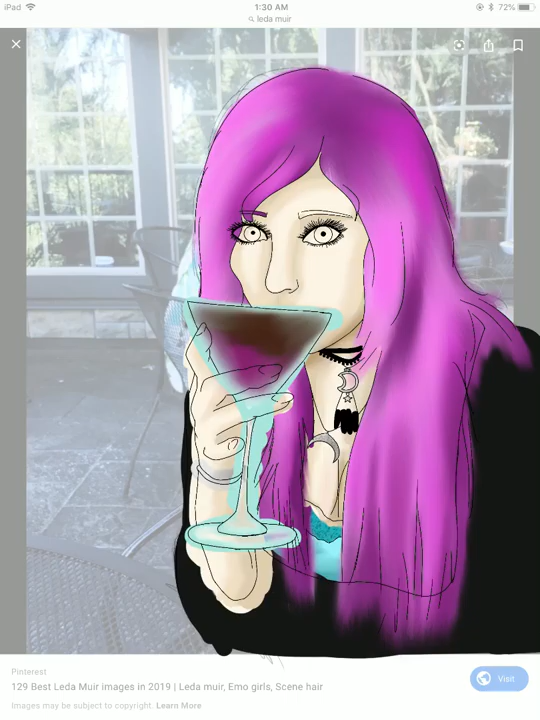 iPad 1:30 AM 72%
leda muir
Pinterest
129 Best Leda Muir images in 2019 | Leda muir, Emo girls, Scene hair
Visit
Images may be subject to copyright. Learn More